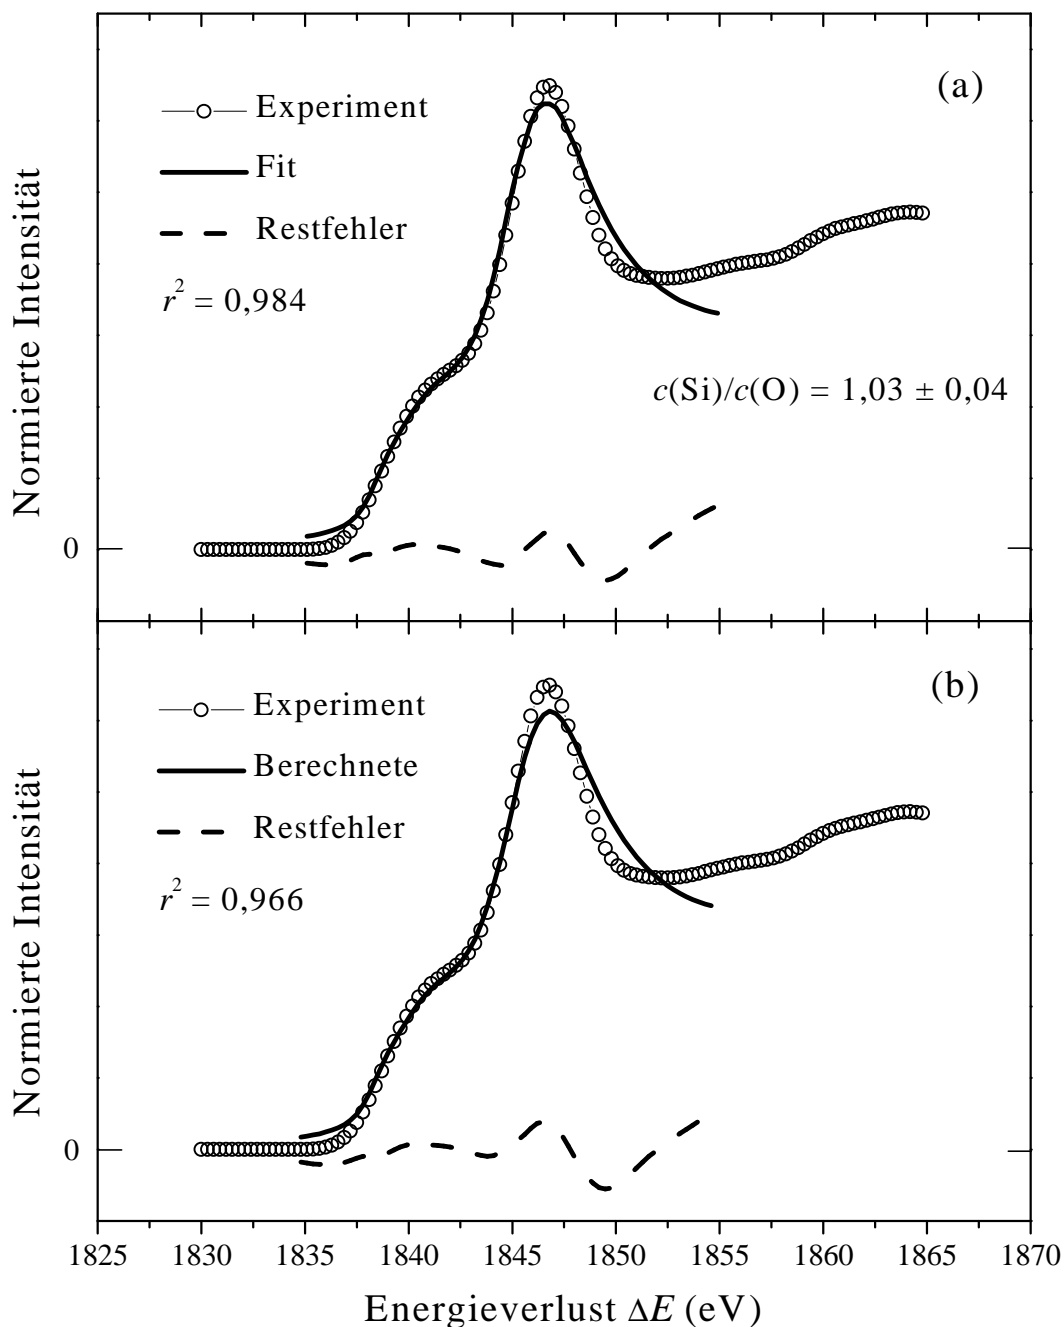 (a)
Experiment
Fit
Restfehler
r² = 0,984
c(Si)/c(O) = 1,03 ± 0,04
Normierte Intensität
0
(b)
Experiment
Berechnete
Restfehler
r² = 0,966
Normierte Intensität
0
1825 1830 1835 1840 1845 1850 1855 1860 1865 1870
Energieverlust ΔE (eV)